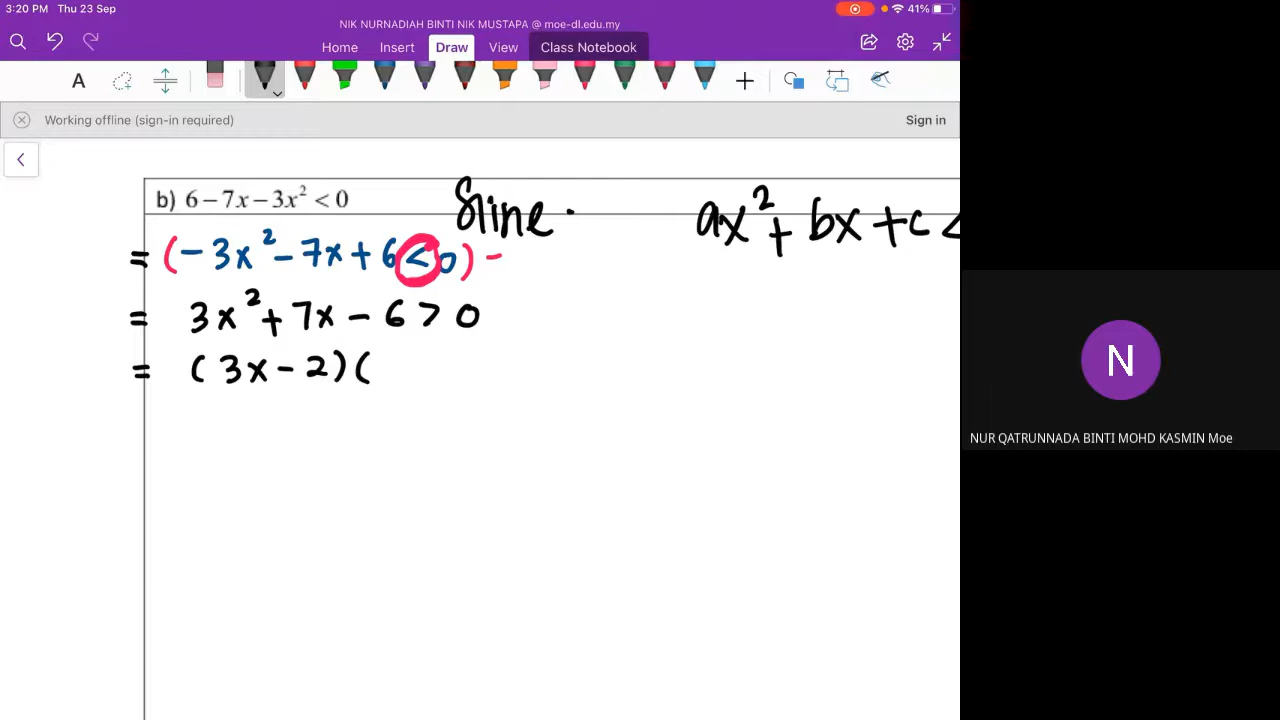 3:20 PM Thu 23 Sep
41%
NIK NURNADIAH BINTI NIK MUSTAPA @ moe-dl.edu.my
Home Insert Draw View Class Notebook
A
Working offline (sign-in required) Sign in
b) 6 − 7x − 3x² < 0
ax² + bx + c <
= (− 3x² − 7x + 6 < 0) −
= 3x² + 7x − 6 > 0
= (3x − 2)(
N
NUR QATRUNNADA BINTI MOHD KASMIN Moe